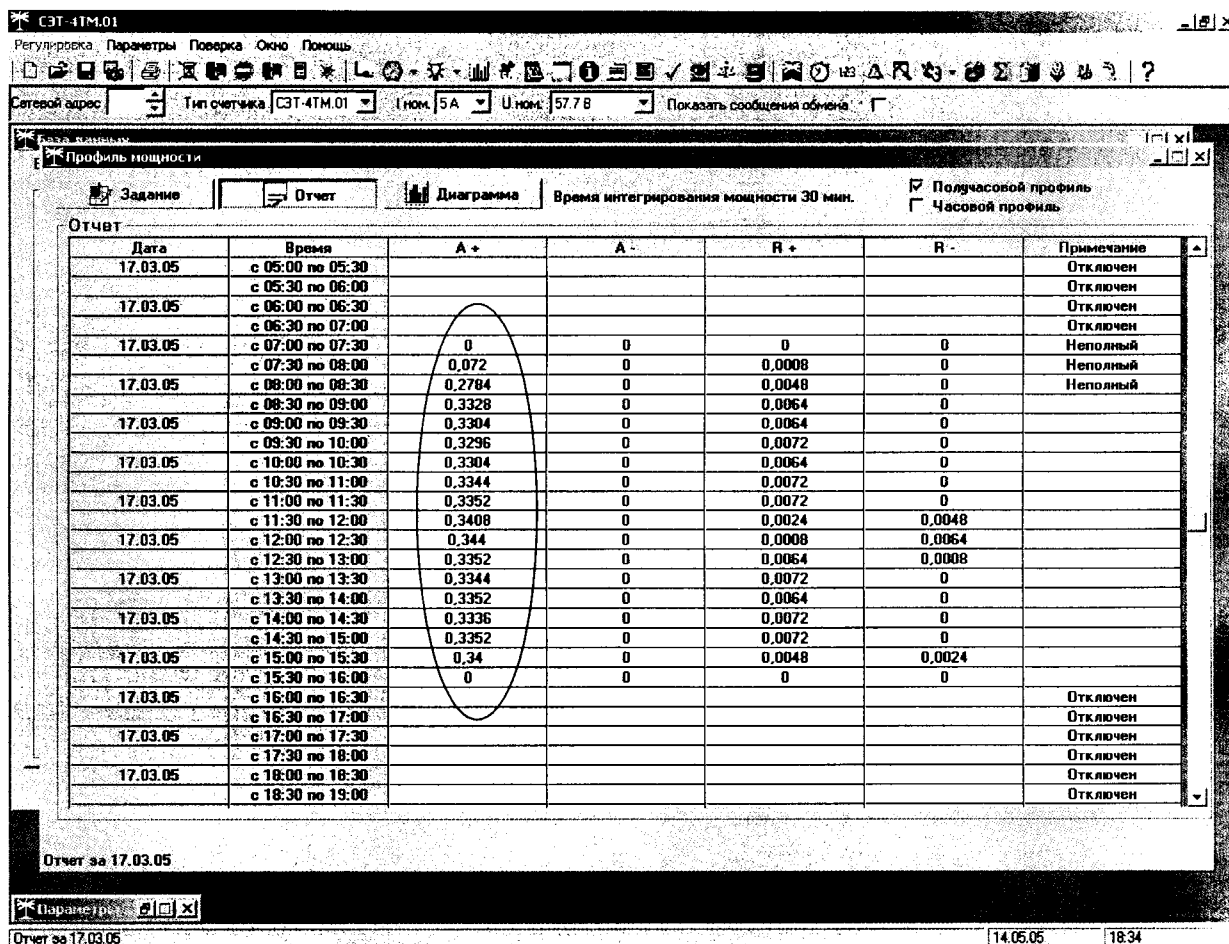 СЭТ-4ТМ.01
Регулировка Параметры Поверка Окно Помощь
Сетевой адрес Тип счетчика СЭТ-4ТМ.01 I ном. 5 А U ном: 57.7 В Показать сообщения обмена
База данных
Профиль мощности
Задание Отчет Диаграмма Время интегрирования мощности 30 мин. Получасовой профиль
Часовой профиль
Отчет
Дата Время A + A - R + R - Примечание
17.03.05 с 05:00 по 05:30 Отключен
с 05:30 по 06:00 Отключен
17.03.05 с 06:00 по 06:30 Отключен
с 06:30 по 07:00 Отключен
17.03.05 с 07:00 по 07:30 0 0 0 0 Неполный
с 07:30 по 08:00 0,072 0 0,0008 0 Неполный
17.03.05 с 08:00 по 08:30 0,2784 0 0,0048 0 Неполный
с 08:30 по 09:00 0,3328 0 0,0064 0
17.03.05 с 09:00 по 09:30 0,3304 0 0,0064 0
с 09:30 по 10:00 0,3296 0 0,0072 0
17.03.05 с 10:00 по 10:30 0,3304 0 0,0064 0
с 10:30 по 11:00 0,3344 0 0,0072 0
17.03.05 с 11:00 по 11:30 0,3352 0 0,0072 0
с 11:30 по 12:00 0,3408 0 0,0024 0,0048
17.03.05 с 12:00 по 12:30 0,344 0 0,0008 0,0064
с 12:30 по 13:00 0,3352 0 0,0064 0,0008
17.03.05 с 13:00 по 13:30 0,3344 0 0,0072 0
с 13:30 по 14:00 0,3352 0 0,0064 0
17.03.05 с 14:00 по 14:30 0,3336 0 0,0072 0
с 14:30 по 15:00 0,3352 0 0,0072 0
17.03.05 с 15:00 по 15:30 0,34 0 0,0048 0,0024
с 15:30 по 16:00 0 0 0 0
17.03.05 с 16:00 по 16:30 Отключен
с 16:30 по 17:00 Отключен
17.03.05 с 17:00 по 17:30 Отключен
с 17:30 по 18:00 Отключен
17.03.05 с 18:00 по 18:30 Отключен
с 18:30 по 19:00 Отключен
Отчет за 17.03.05
Параметры
Отчет за 17.03.05 14.05.05 18:34